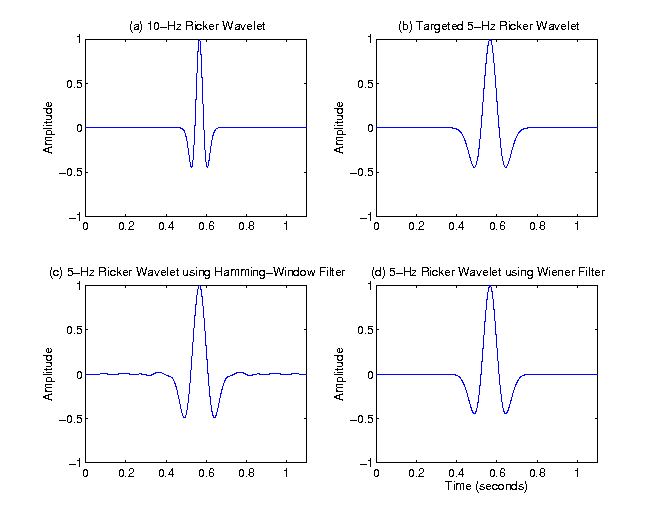 (a) 10-Hz Ricker Wavelet
(b) Targeted 5-Hz Ricker Wavelet
1
0.5
0
-0.5
-1
Amplitude
0 0.2 0.4 0.6 0.8 1
1
0.5
0
-0.5
-1
Amplitude
0 0.2 0.4 0.6 0.8 1
(c) 5-Hz Ricker Wavelet using Hamming-Window Filter
(d) 5-Hz Ricker Wavelet using Wiener Filter
1
0.5
0
-0.5
-1
Amplitude
0 0.2 0.4 0.6 0.8 1
1
0.5
0
-0.5
-1
Amplitude
0 0.2 0.4 0.6 0.8 1
Time (seconds)